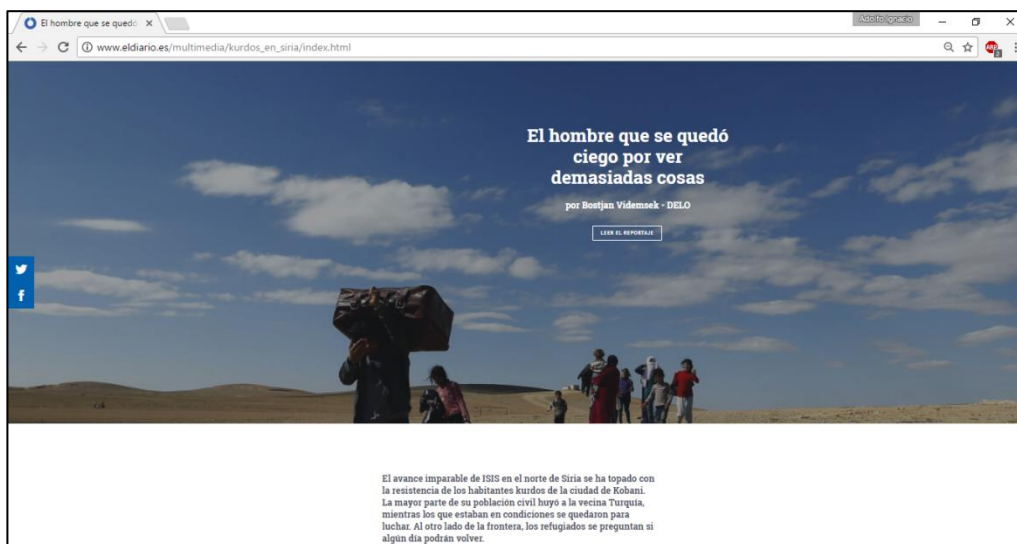 El hombre que se quedó
Adolfo Ignacio
www.eldiario.es/multimedia/kurdos_en_siria/index.html
ABP
2
El hombre que se quedó
ciego por ver
demasiadas cosas
por Bostjan Videmsek - DELO
LEER EL REPORTAJE
El avance imparable de ISIS en el norte de Siria se ha topado con
la resistencia de los habitantes kurdos de la ciudad de Kobani.
La mayor parte de su población civil huyó a la vecina Turquía,
mientras los que estaban en condiciones se quedaron para
luchar. Al otro lado de la frontera, los refugiados se preguntan si
algún día podrán volver.